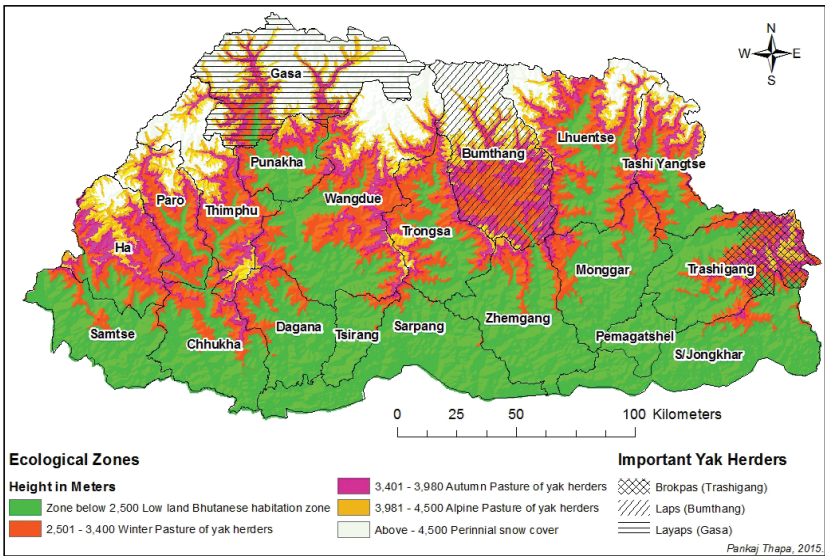 N
W E
S
Gasa
Lhuentse
Bumthang
Punakha
Tashi Yangtse
Paro
Wangdue
Thimphu
Trongsa
Ha
Monggar
Trashigang
Zhemgang
Samtse
Dagana
Sarpang
Tsirang
Pemagatshel
Chhukha
S/Jongkhar
0 25 50 100 Kilometers
Ecological Zones
Height in Meters
Zone below 2,500 Low land Bhutanese habitation zone
2,501 - 3,400 Winter Pasture of yak herders
3,401 - 3,980 Autumn Pasture of yak herders
3,981 - 4,500 Alpine Pasture of yak herders
Above - 4,500 Perinnial snow cover
Important Yak Herders
Brokpas (Trashigang)
Laps (Bumthang)
Layaps (Gasa)
Pankaj Thapa, 2015.